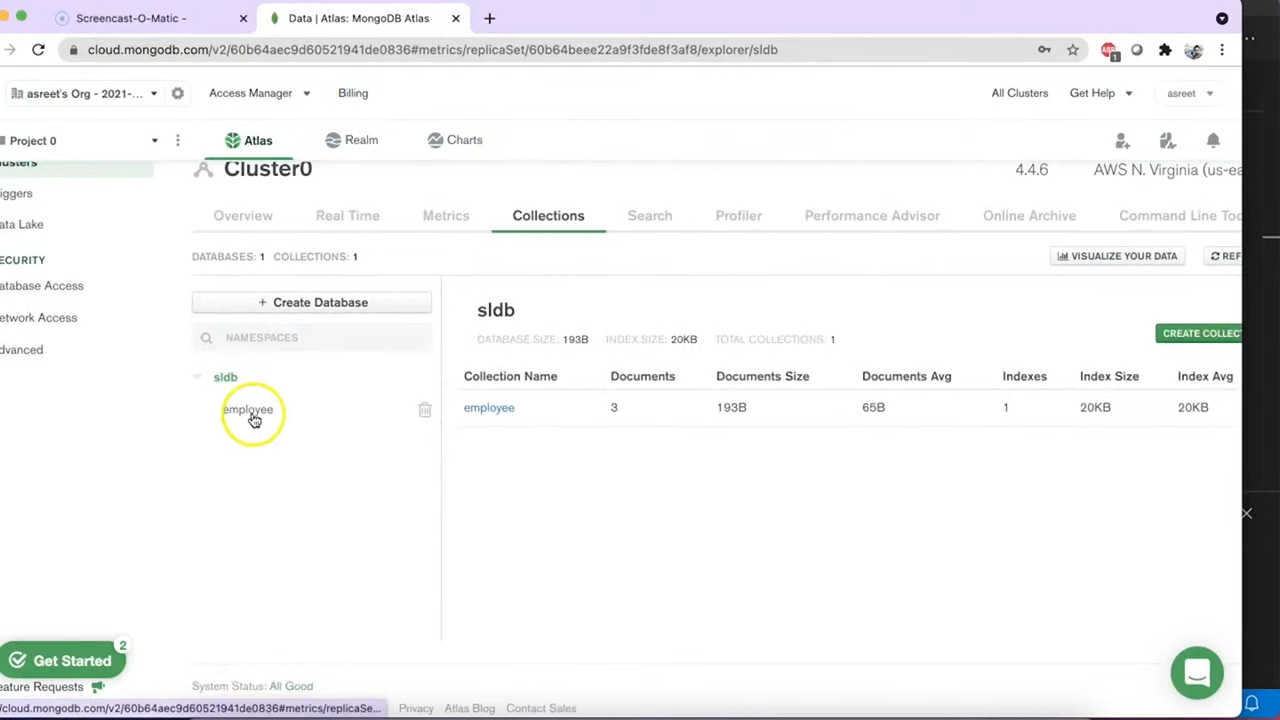 Screencast-O-Matic -
Data | Atlas: MongoDB Atlas
cloud.mongodb.com/v2/60b64aec9d60521941de0836#metrics/replicaSet/60b64beee22a9f3fde8f3af8/explorer/sldb
ABP
1
asreet's Org - 2021-...
Access Manager
Billing
All Clusters
Get Help
asreet
Project 0
Atlas
Realm
Charts
Clusters
Cluster0
4.4.6
AWS N. Virginia (us-ea
iggers
ata Lake
ECURITY
atabase Access
etwork Access
dvanced
Overview
Real Time
Metrics
Collections
Search
Profiler
Performance Advisor
Online Archive
Command Line Too
DATABASES: 1 COLLECTIONS: 1
VISUALIZE YOUR DATA
REF
+ Create Database
NAMESPACES
sldb
employee
sldb
DATABASE SIZE: 193B INDEX SIZE: 20KB TOTAL COLLECTIONS: 1
CREATE COLLECT
Collection Name Documents Documents Size Documents Avg Indexes Index Size Index Avg
employee 3 193B 65B 1 20KB 20KB
Get Started
2
eature Requests
System Status: All Good
/cloud.mongodb.com/v2/60b64aec9d60521941de0836#metrics/replicaSe...
Privacy Atlas Blog Contact Sales